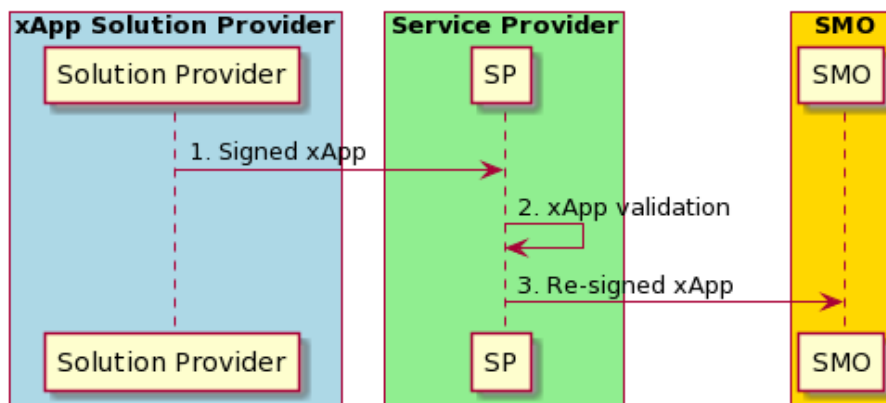 xApp Solution Provider
Service Provider
SMO
Solution Provider
SP
SMO
1. Signed xApp
2. xApp validation
3. Re-signed xApp
Solution Provider
SP
SMO